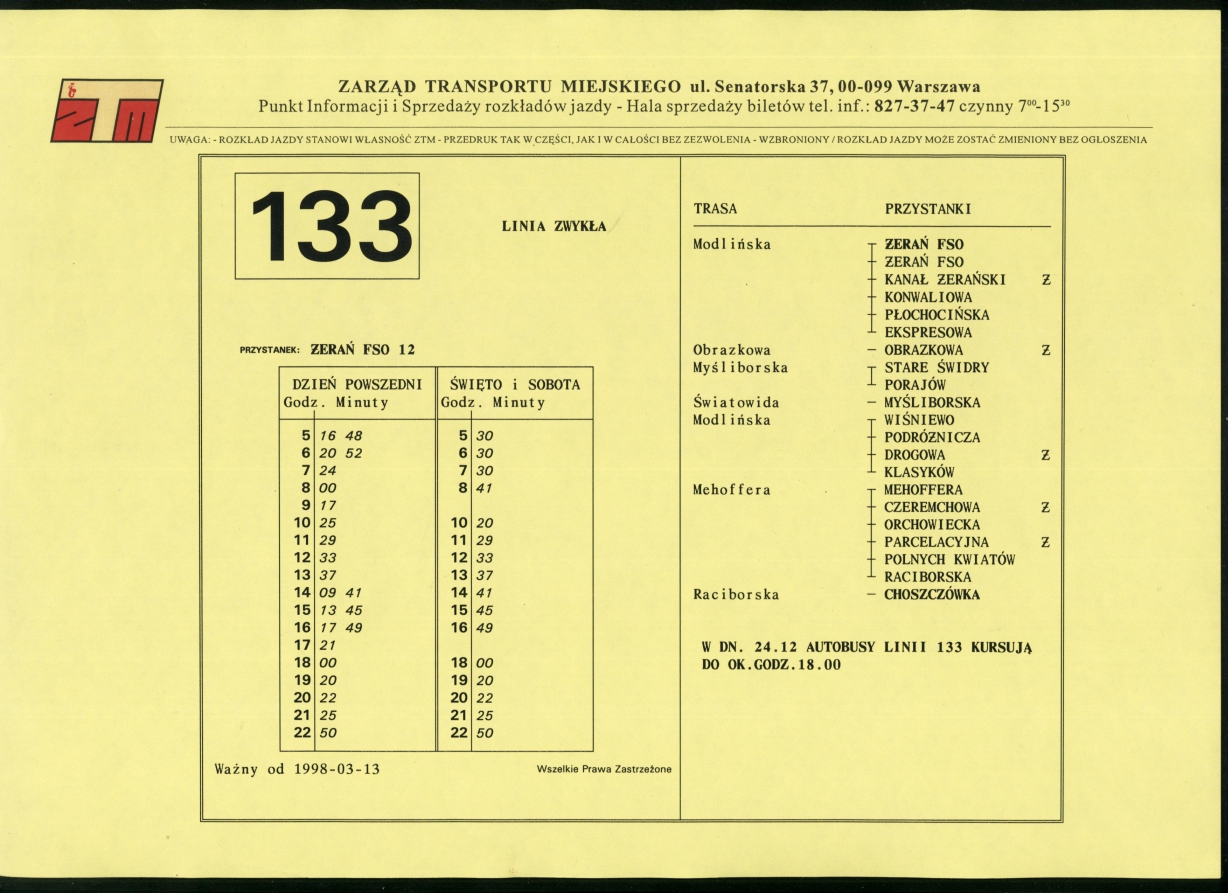 ZTM
ZARZĄD TRANSPORTU MIEJSKIEGO ul. Senatorska 37, 00-099 Warszawa
Punkt Informacji i Sprzedaży rozkładów jazdy - Hala sprzedaży biletów tel. inf.: 827-37-47 czynny 7⁰⁰-15³⁰
UWAGA: - ROZKŁAD JAZDY STANOWI WŁASNOŚĆ ZTM - PRZEDRUK TAK W CZĘŚCI, JAK I W CAŁOŚCI BEZ ZEZWOLENIA - WZBRONIONY / ROZKŁAD JAZDY MOŻE ZOSTAĆ ZMIENIONY BEZ OGŁOSZENIA
133
LINIA ZWYKŁA
PRZYSTANEK: ŻERAŃ FSO 12
DZIEŃ POWSZEDNI ŚWIĘTO i SOBOTA
Godz. Minuty Godz. Minuty
5 16 48 5 30
6 20 52 6 30
7 24 7 30
8 00 8 41
9 17
10 25 10 20
11 29 11 29
12 33 12 33
13 37 13 37
14 09 41 14 41
15 13 45 15 45
16 17 49 16 49
17 21
18 00 18 00
19 20 19 20
20 22 20 22
21 25 21 25
22 50 22 50
Ważny od 1998-03-13 Wszelkie Prawa Zastrzeżone
TRASA PRZYSTANKI
Modlińska ŻERAŃ FSO
ŻERAŃ FSO
KANAŁ ŻERAŃSKI Ƶ
KONWALIOWA
PŁOCHOCIŃSKA
EKSPRESOWA
Obrazkowa – OBRAZKOWA Ƶ
Myśliborska STARE ŚWIDRY
PORAJÓW
Światowida – MYŚLIBORSKA
Modlińska WIŚNIEWO
PODRÓŻNICZA
DROGOWA Ƶ
KLASYKÓW
Mehoffera MEHOFFERA
CZEREMCHOWA Ƶ
ORCHOWIECKA
PARCELACYJNA Ƶ
POLNYCH KWIATÓW
RACIBORSKA
Raciborska – CHOSZCZÓWKA
W DN. 24.12 AUTOBUSY LINII 133 KURSUJĄ
DO OK.GODZ.18.00